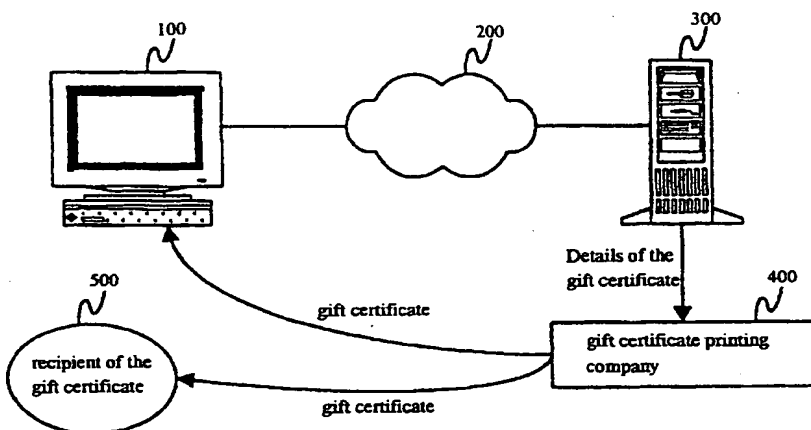 100
200
300
Details of the
gift certificate
400
500
gift certificate
gift certificate printing
company
recipient of the
gift certificate
gift certificate